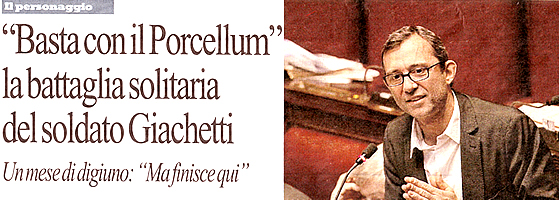 Il personaggio
“Basta con il Porcellum”
la battaglia solitaria
del soldato Giachetti
Un mese di digiuno: “Ma finisce qui”